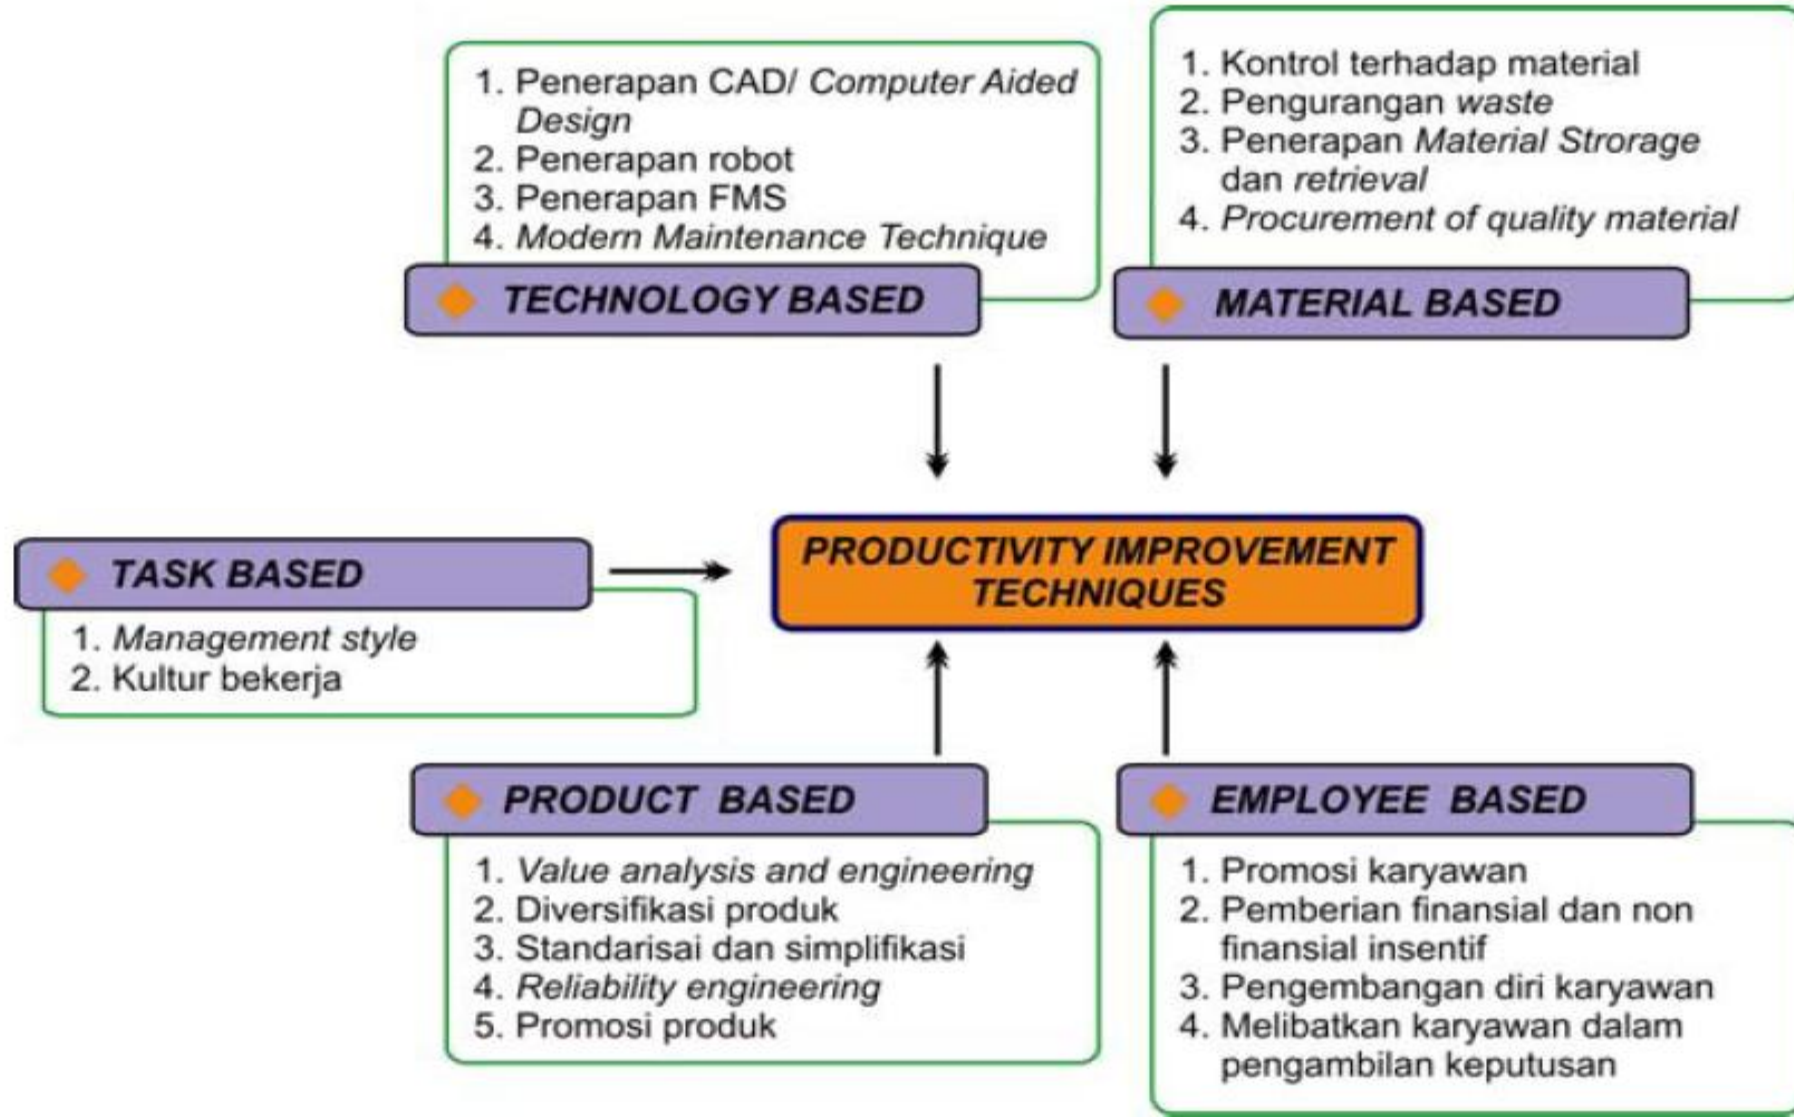 1. Penerapan CAD/ Computer Aided
Design
2. Penerapan robot
3. Penerapan FMS
4. Modern Maintenance Technique
TECHNOLOGY BASED
1. Kontrol terhadap material
2. Pengurangan waste
3. Penerapan Material Strorage
dan retrieval
4. Procurement of quality material
MATERIAL BASED
PRODUCTIVITY IMPROVEMENT
TECHNIQUES
TASK BASED
1. Management style
2. Kultur bekerja
PRODUCT BASED
1. Value analysis and engineering
2. Diversifikasi produk
3. Standarisai dan simplifikasi
4. Reliability engineering
5. Promosi produk
EMPLOYEE BASED
1. Promosi karyawan
2. Pemberian finansial dan non
finansial insentif
3. Pengembangan diri karyawan
4. Melibatkan karyawan dalam
pengambilan keputusan